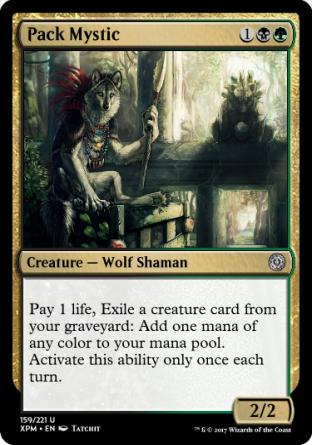 Pack Mystic 1
Creature — Wolf Shaman
Pay 1 life, Exile a creature card from
your graveyard: Add one mana of
any color to your mana pool.
Activate this ability only once each
turn.
2/2
159/221 U
XPM • EN TATCHIT
™ & © 2017 Wizards of the Coast